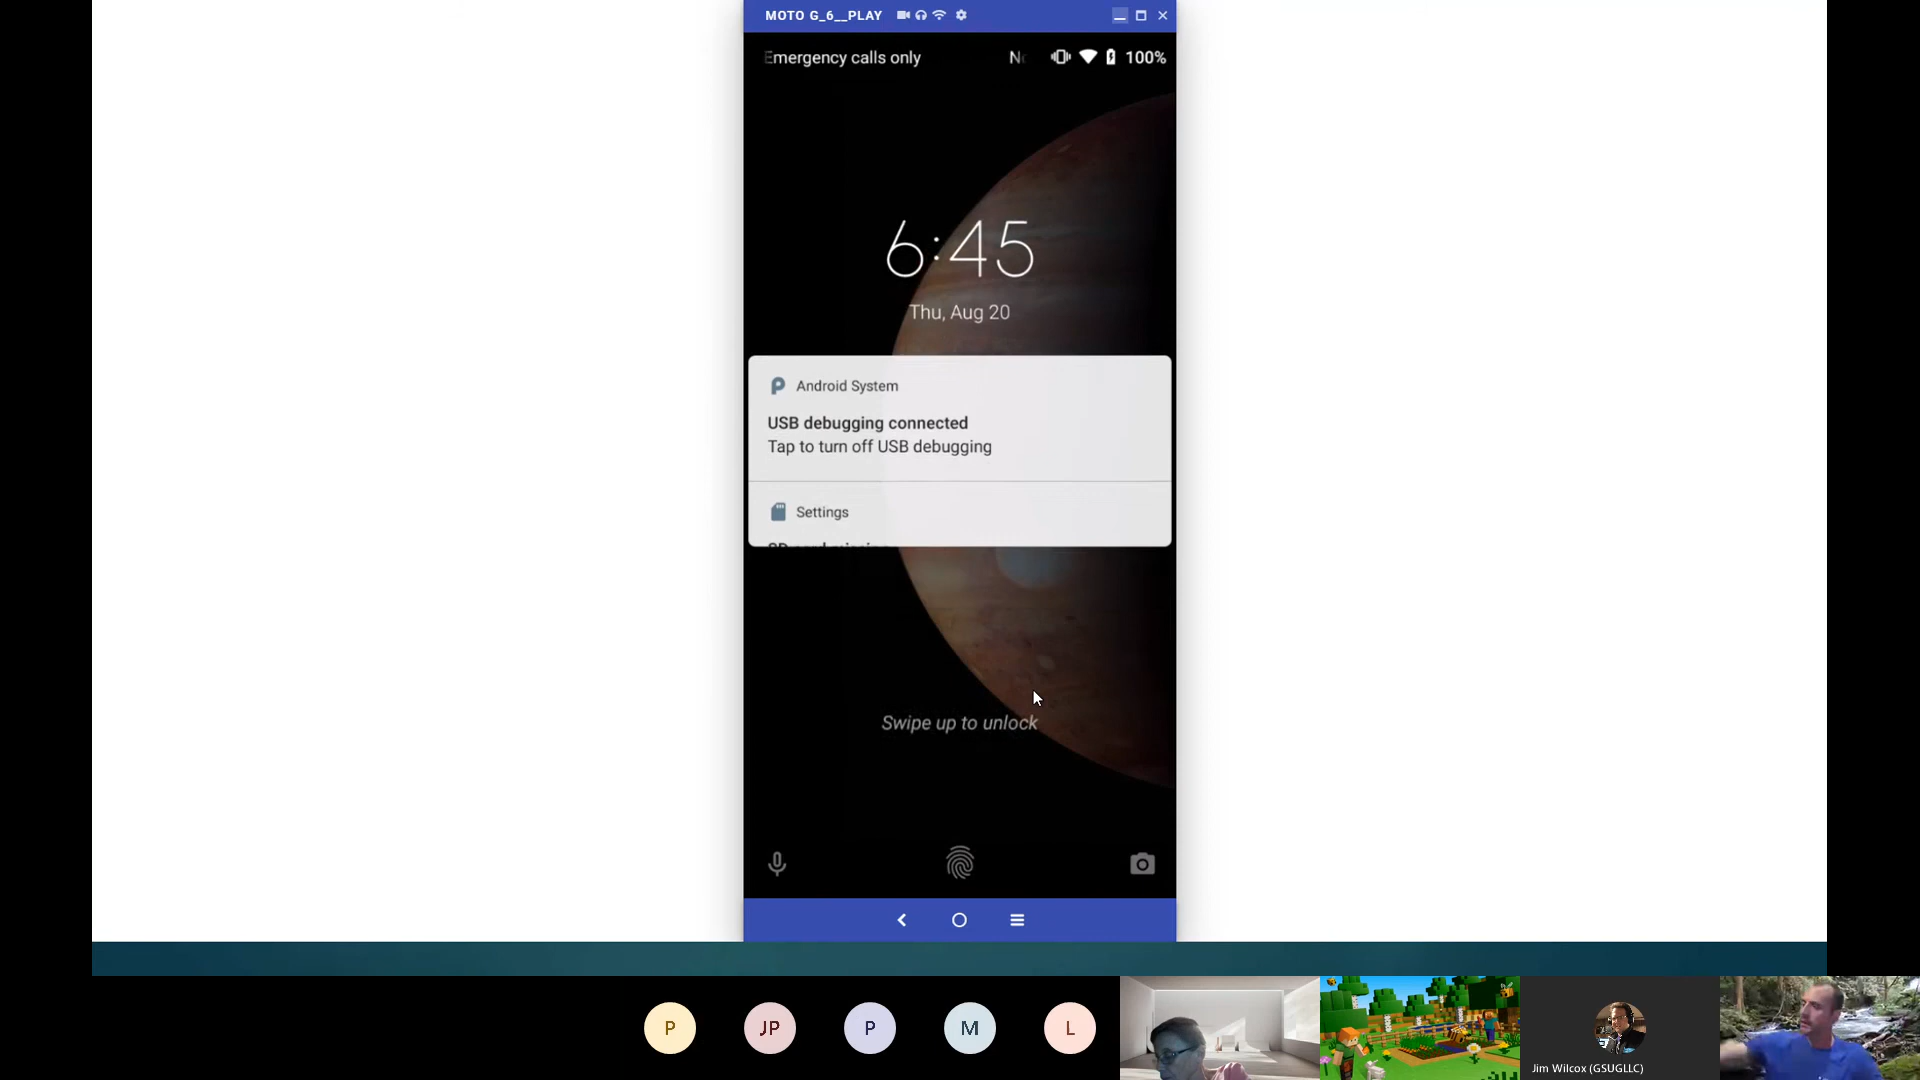 MOTO G_6__PLAY
Emergency calls only
100%
6:45
Thu, Aug 20
Android System
USB debugging connected
Tap to turn off USB debugging
Settings
Swipe up to unlock
P
JP
P
M
L
Jim Wilcox (GSUGLLC)